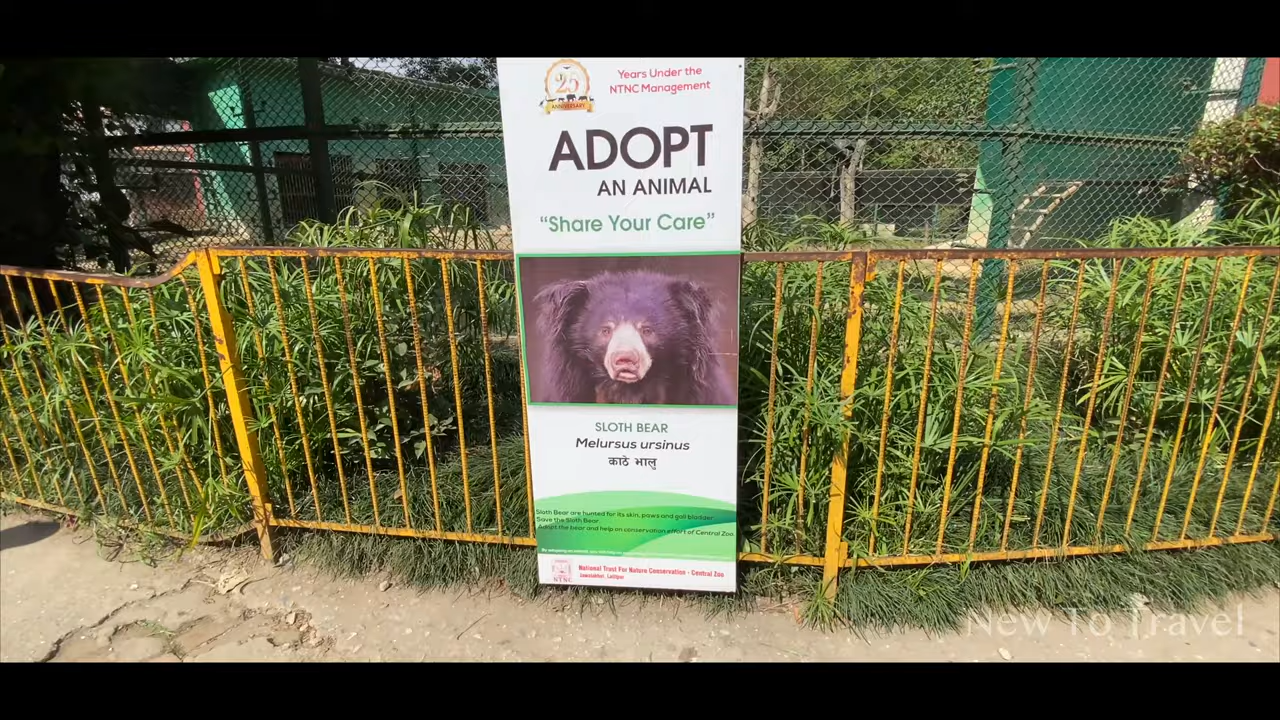 25
ANNIVERSARY
Years Under the
NTNC Management
ADOPT
AN ANIMAL
“Share Your Care”
SLOTH BEAR
Melursus ursinus
काठे भालु
Sloth Bear are hunted for its skin, paws and gall bladder.
Save the Sloth Bear.
Adopt the bear and help on conservation effort of Central Zoo.
National Trust For Nature Conservation - Central Zoo
Jawalakhel, Lalitpur
NTNC
New To Travel